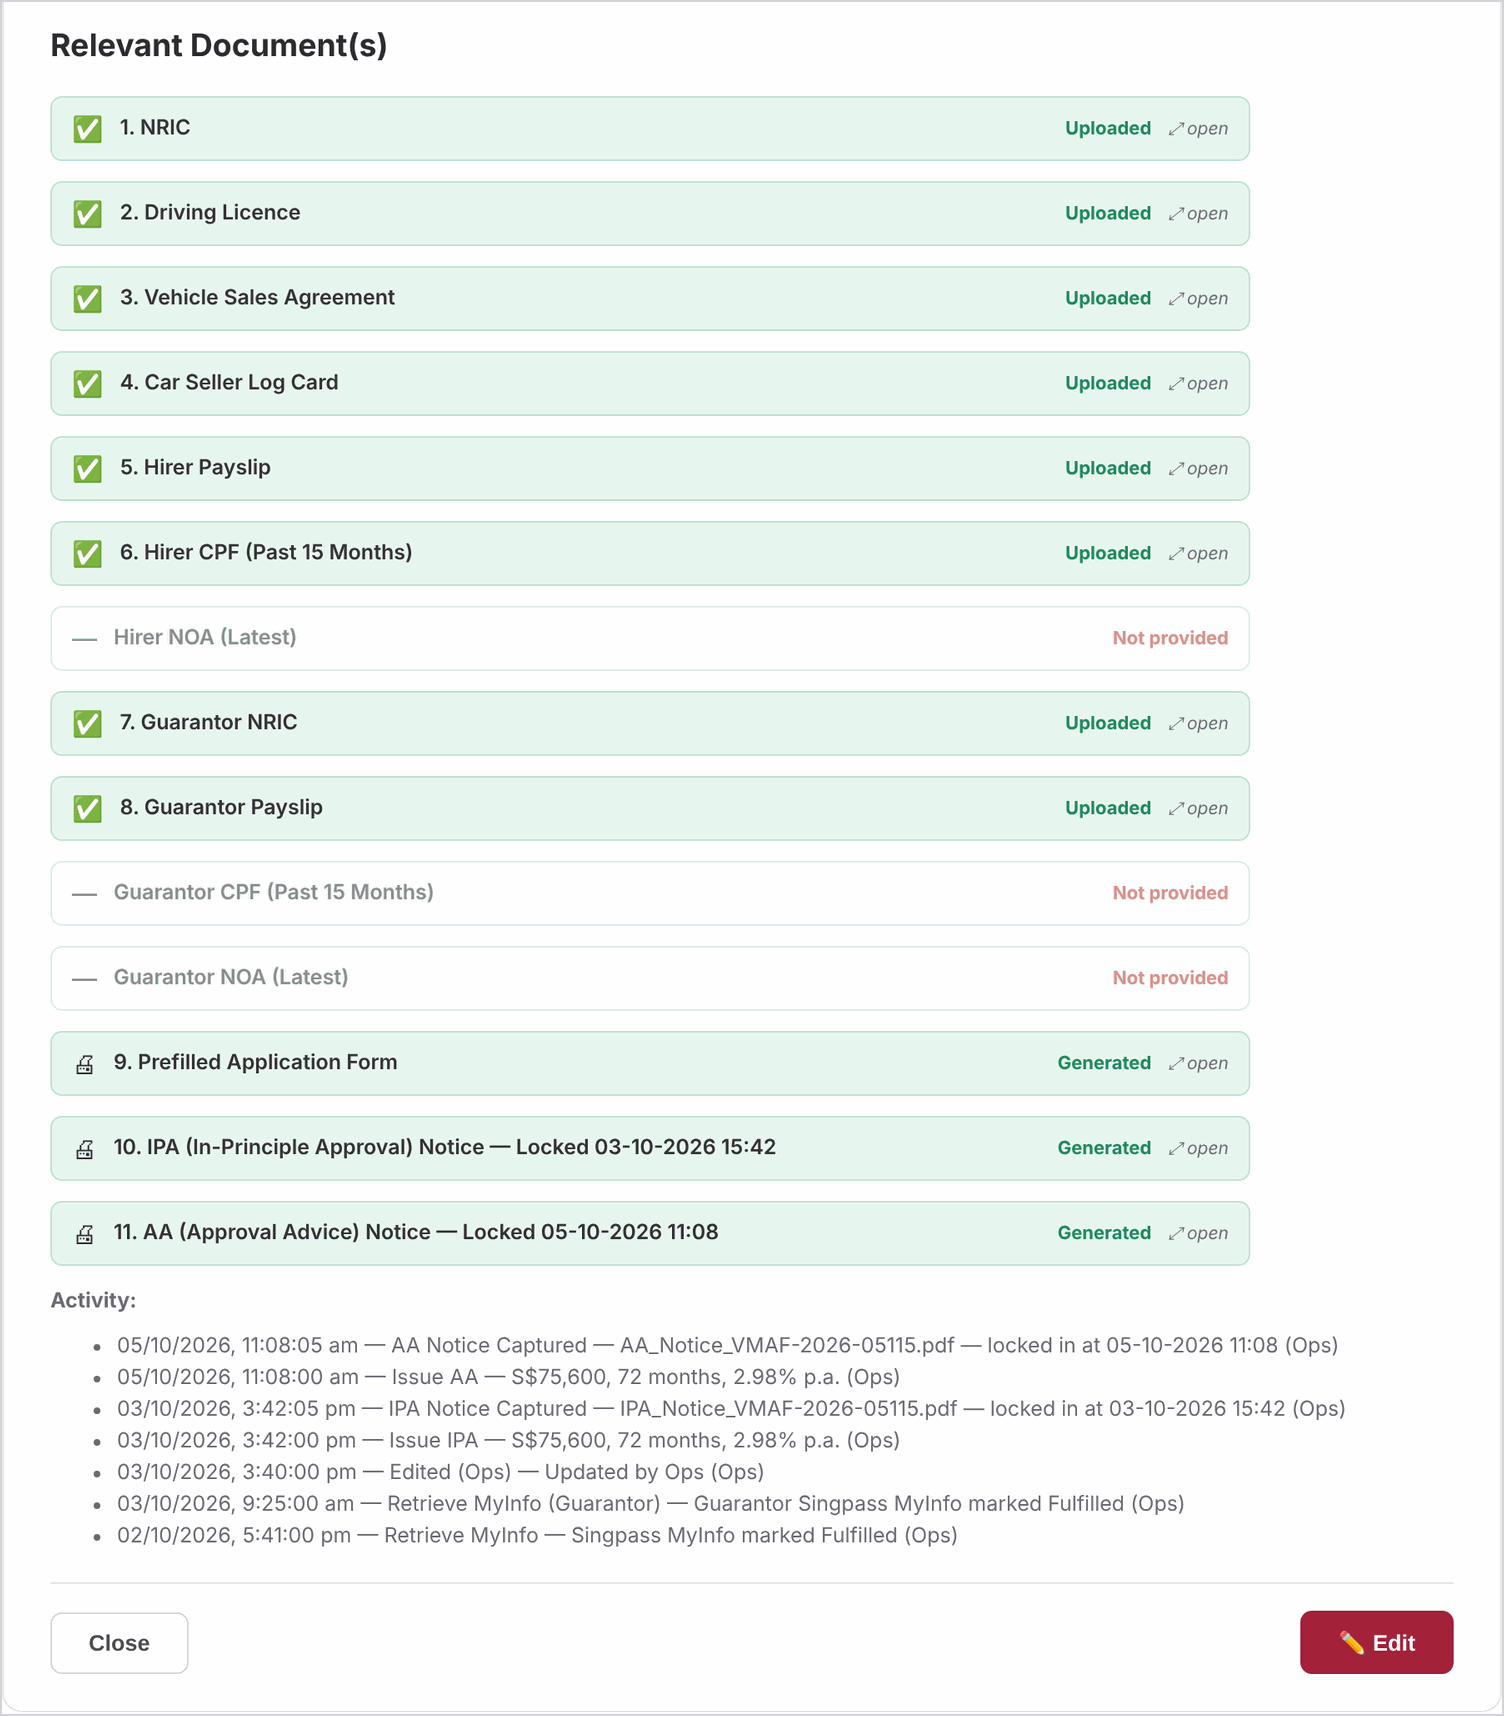 Relevant Document(s)
✅ 1. NRIC Uploaded ⤢ open
✅ 2. Driving Licence Uploaded ⤢ open
✅ 3. Vehicle Sales Agreement Uploaded ⤢ open
✅ 4. Car Seller Log Card Uploaded ⤢ open
✅ 5. Hirer Payslip Uploaded ⤢ open
✅ 6. Hirer CPF (Past 15 Months) Uploaded ⤢ open
— Hirer NOA (Latest) Not provided
✅ 7. Guarantor NRIC Uploaded ⤢ open
✅ 8. Guarantor Payslip Uploaded ⤢ open
— Guarantor CPF (Past 15 Months) Not provided
— Guarantor NOA (Latest) Not provided
🖨 9. Prefilled Application Form Generated ⤢ open
🖨 10. IPA (In-Principle Approval) Notice — Locked 03-10-2026 15:42 Generated ⤢ open
🖨 11. AA (Approval Advice) Notice — Locked 05-10-2026 11:08 Generated ⤢ open
Activity:
• 05/10/2026, 11:08:05 am — AA Notice Captured — AA_Notice_VMAF-2026-05115.pdf — locked in at 05-10-2026 11:08 (Ops)
• 05/10/2026, 11:08:00 am — Issue AA — S$75,600, 72 months, 2.98% p.a. (Ops)
• 03/10/2026, 3:42:05 pm — IPA Notice Captured — IPA_Notice_VMAF-2026-05115.pdf — locked in at 03-10-2026 15:42 (Ops)
• 03/10/2026, 3:42:00 pm — Issue IPA — S$75,600, 72 months, 2.98% p.a. (Ops)
• 03/10/2026, 3:40:00 pm — Edited (Ops) — Updated by Ops (Ops)
• 03/10/2026, 9:25:00 am — Retrieve MyInfo (Guarantor) — Guarantor Singpass MyInfo marked Fulfilled (Ops)
• 02/10/2026, 5:41:00 pm — Retrieve MyInfo — Singpass MyInfo marked Fulfilled (Ops)
Close ✏️ Edit